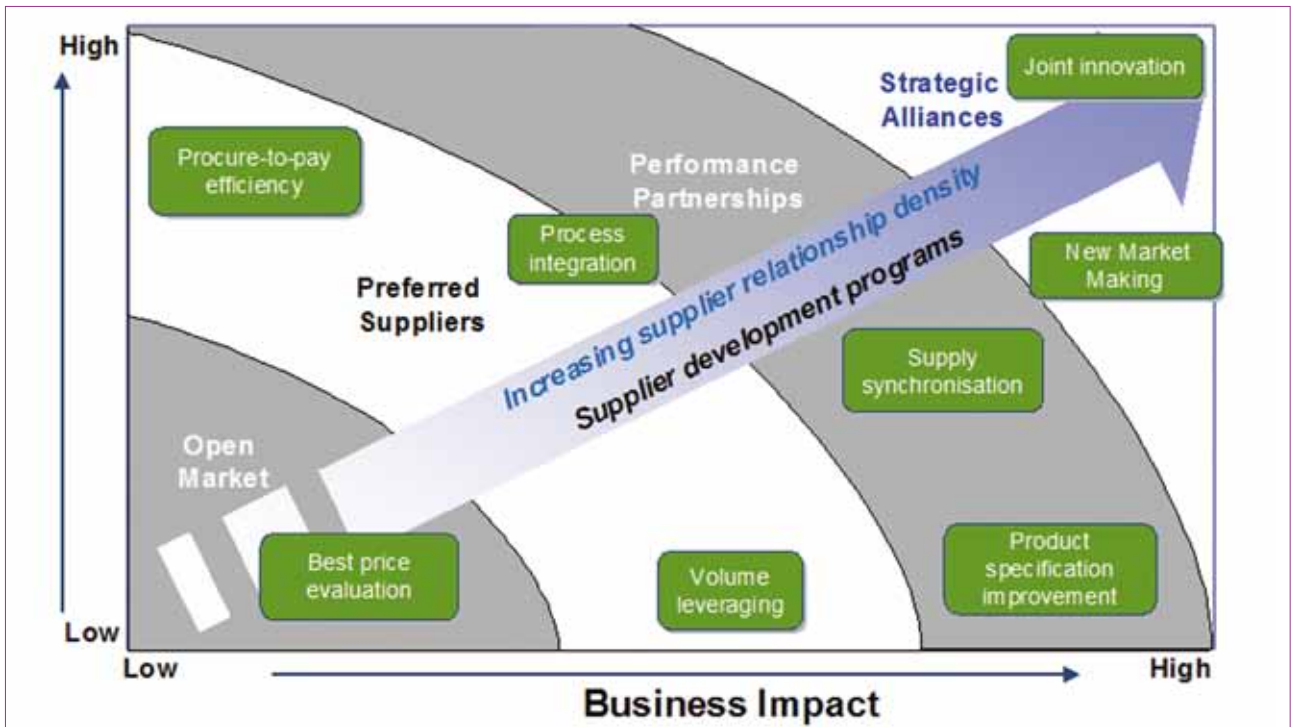 High
Joint innovation
Strategic
Alliances
Procure-to-pay
efficiency
Performance
Partnerships
Process
integration
New Market
Making
Preferred
Suppliers
Increasing supplier relationship density
Supplier development programs
Supply
synchronisation
Open
Market
Best price
evaluation
Volume
leveraging
Product
specification
improvement
Low
Low
High
Business Impact